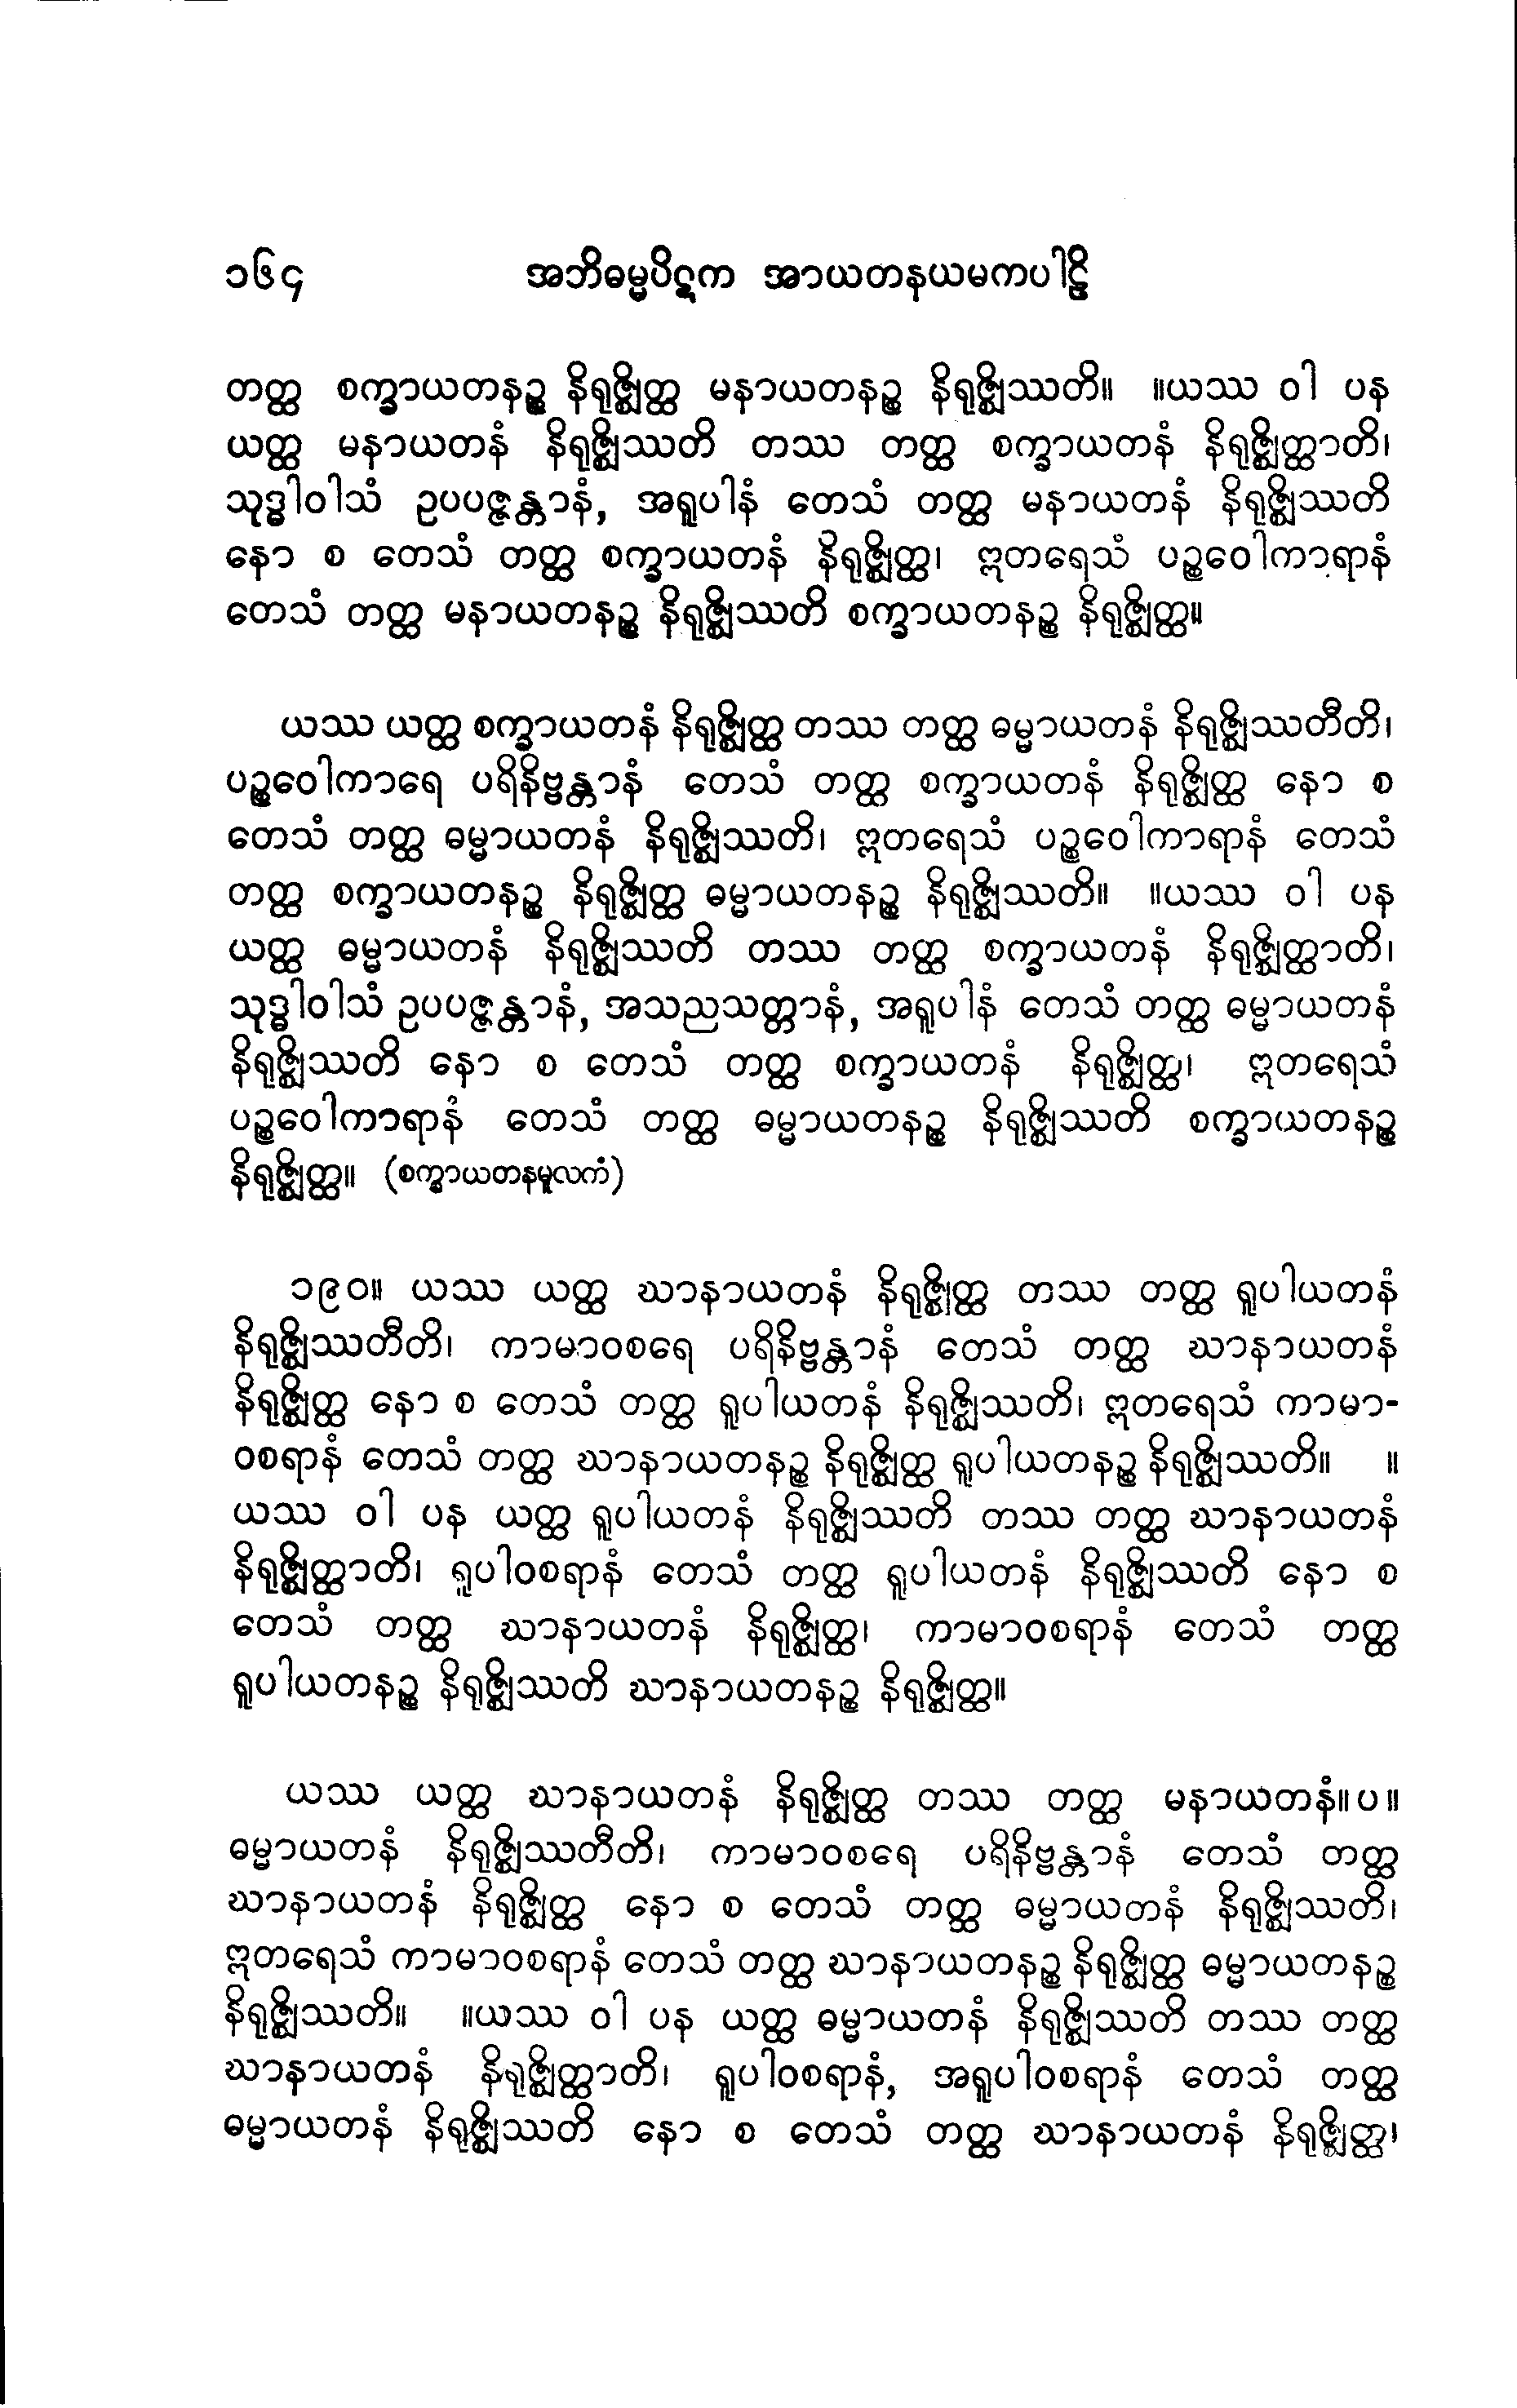 ၁၆၄ အဘိဓမ္မပိဋက အာယတနယမကပါဠိ
တတ္ထ စက္ခာယတနဉ္စ နိရုဇ္ဈိတ္ထ မနာယတနဉ္စ နိရုဇ္ဈိဿတိ။ ။ယဿ ဝါ ပန
ယတ္ထ မနာယတနံ နိရုဇ္ဈိဿတိ တဿ တတ္ထ စက္ခာယတနံ နိရုဇ္ဈိတ္ထာတိ၊
သုဒ္ဓါဝါသံ ဥပပဇ္ဇန္တာနံ, အရူပါနံ တေသံ တတ္ထ မနာယတနံ နိရုဇ္ဈိဿတိ
နော စ တေသံ တတ္ထ စက္ခာယတနံ နိရုဇ္ဈိတ္ထ၊ ဣတရေသံ ပဉ္စဝေါကာရာနံ
တေသံ တတ္ထ မနာယတနဉ္စ နိရုဇ္ဈိဿတိ စက္ခာယတနဉ္စ နိရုဇ္ဈိတ္ထ။
ယဿ ယတ္ထ စက္ခာယတနံ နိရုဇ္ဈိတ္ထ တဿ တတ္ထ ဓမ္မာယတနံ နိရုဇ္ဈိဿတီတိ၊
ပဉ္စဝေါကာရေ ပရိနိဗ္ဗန္တာနံ တေသံ တတ္ထ စက္ခာယတနံ နိရုဇ္ဈိတ္ထ နော စ
တေသံ တတ္ထ ဓမ္မာယတနံ နိရုဇ္ဈိဿတိ၊ ဣတရေသံ ပဉ္စဝေါကာရာနံ တေသံ
တတ္ထ စက္ခာယတနဉ္စ နိရုဇ္ဈိတ္ထ ဓမ္မာယတနဉ္စ နိရုဇ္ဈိဿတိ။ ။ယဿ ဝါ ပန
ယတ္ထ ဓမ္မာယတနံ နိရုဇ္ဈိဿတိ တဿ တတ္ထ စက္ခာယတနံ နိရုဇ္ဈိတ္ထာတိ၊
သုဒ္ဓါဝါသံ ဥပပဇ္ဇန္တာနံ, အသညသတ္တာနံ, အရူပါနံ တေသံ တတ္ထ ဓမ္မာယတနံ
နိရုဇ္ဈိဿတိ နော စ တေသံ တတ္ထ စက္ခာယတနံ နိရုဇ္ဈိတ္ထ၊ ဣတရေသံ
ပဉ္စဝေါကာရာနံ တေသံ တတ္ထ ဓမ္မာယတနဉ္စ နိရုဇ္ဈိဿတိ စက္ခာယတနဉ္စ
နိရုဇ္ဈိတ္ထ။ (စက္ခာယတနမူလကံ)
၁၉၀။ ယဿ ယတ္ထ ဃာနာယတနံ နိရုဇ္ဈိတ္ထ တဿ တတ္ထ ရူပါယတနံ
နိရုဇ္ဈိဿတီတိ၊ ကာမာဝစရေ ပရိနိဗ္ဗန္တာနံ တေသံ တတ္ထ ဃာနာယတနံ
နိရုဇ္ဈိတ္ထ နော စ တေသံ တတ္ထ ရူပါယတနံ နိရုဇ္ဈိဿတိ၊ ဣတရေသံ ကာမာ-
ဝစရာနံ တေသံ တတ္ထ ဃာနာယတနဉ္စ နိရုဇ္ဈိတ္ထ ရူပါယတနဉ္စ နိရုဇ္ဈိဿတိ။ ။
ယဿ ဝါ ပန ယတ္ထ ရူပါယတနံ နိရုဇ္ဈိဿတိ တဿ တတ္ထ ဃာနာယတနံ
နိရုဇ္ဈိတ္ထာတိ၊ ရူပါဝစရာနံ တေသံ တတ္ထ ရူပါယတနံ နိရုဇ္ဈိဿတိ နော စ
တေသံ တတ္ထ ဃာနာယတနံ နိရုဇ္ဈိတ္ထ၊ ကာမာဝစရာနံ တေသံ တတ္ထ
ရူပါယတနဉ္စ နိရုဇ္ဈိဿတိ ဃာနာယတနဉ္စ နိရုဇ္ဈိတ္ထ။
ယဿ ယတ္ထ ဃာနာယတနံ နိရုဇ္ဈိတ္ထ တဿ တတ္ထ မနာယတနံ။ပ။
ဓမ္မာယတနံ နိရုဇ္ဈိဿတီတိ၊ ကာမာဝစရေ ပရိနိဗ္ဗန္တာနံ တေသံ တတ္ထ
ဃာနာယတနံ နိရုဇ္ဈိတ္ထ နော စ တေသံ တတ္ထ ဓမ္မာယတနံ နိရုဇ္ဈိဿတိ၊
ဣတရေသံ ကာမာဝစရာနံ တေသံ တတ္ထ ဃာနာယတနဉ္စ နိရုဇ္ဈိတ္ထ ဓမ္မာယတနဉ္စ
နိရုဇ္ဈိဿတိ။ ။ယဿ ဝါ ပန ယတ္ထ ဓမ္မာယတနံ နိရုဇ္ဈိဿတိ တဿ တတ္ထ
ဃာနာယတနံ နိရုဇ္ဈိတ္ထာတိ၊ ရူပါဝစရာနံ, အရူပါဝစရာနံ တေသံ တတ္ထ
ဓမ္မာယတနံ နိရုဇ္ဈိဿတိ နော စ တေသံ တတ္ထ ဃာနာယတနံ နိရုဇ္ဈိတ္ထ၊